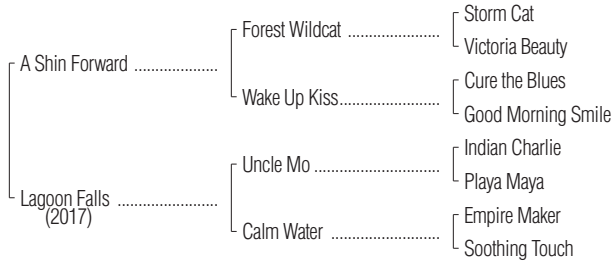 Storm Cat
Forest Wildcat ....................
Victoria Beauty
A Shin Forward ..................
Cure the Blues
Wake Up Kiss......................
Good Morning Smile
Indian Charlie
Uncle Mo ...........................
Playa Maya
Lagoon Falls .....................
(2017)
Empire Maker
Calm Water .......................
Soothing Touch